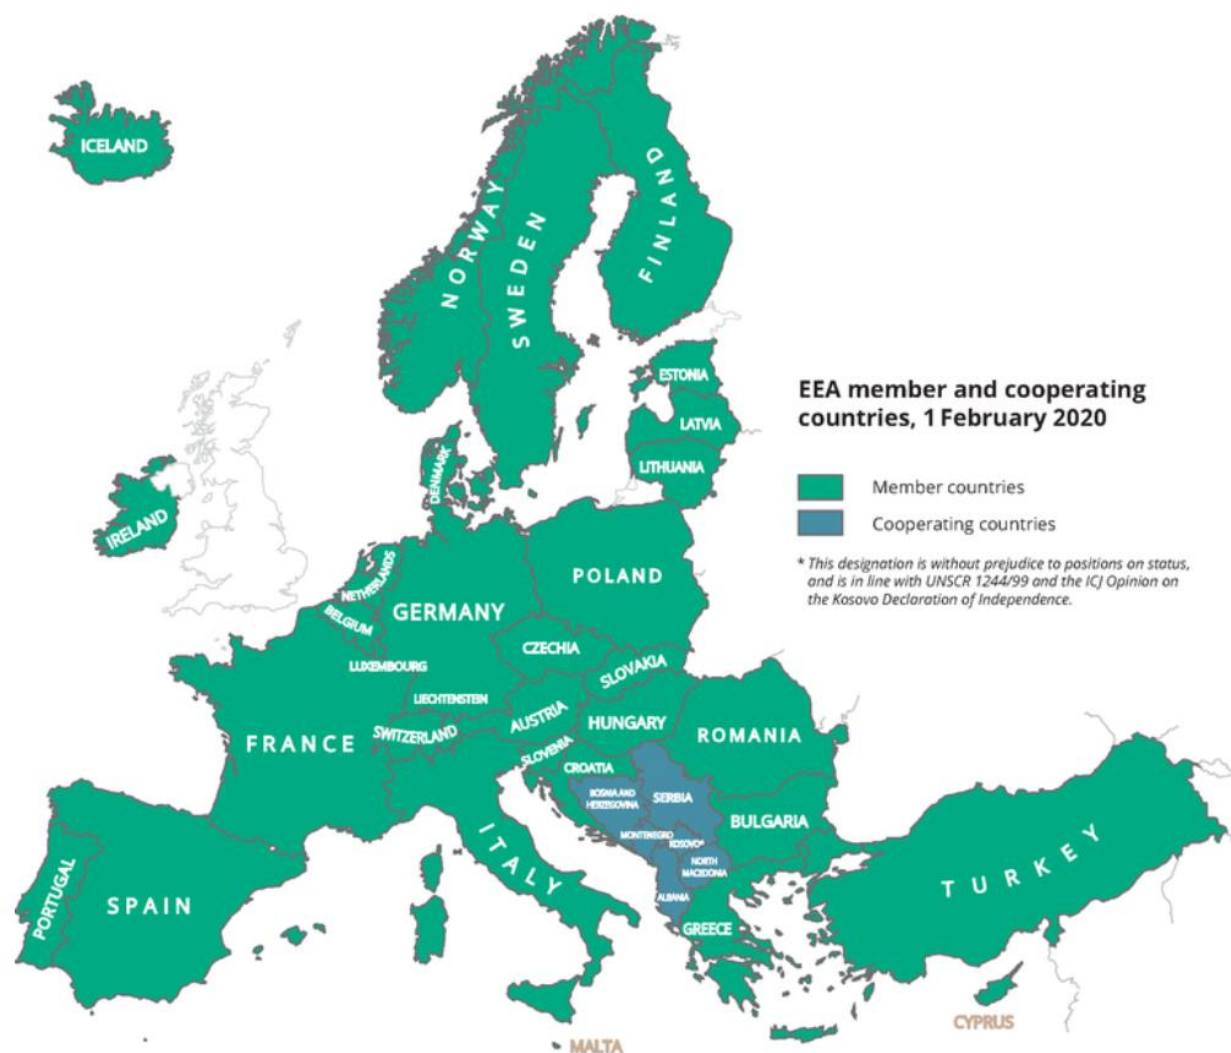 ICELAND
NORWAY
SWEDEN
FINLAND
ESTONIA
LATVIA
LITHUANIA
EEA member and cooperating
countries, 1 February 2020
Member countries
Cooperating countries
* This designation is without prejudice to positions on status,
and is in line with UNSCR 1244/99 and the ICJ Opinion on
the Kosovo Declaration of Independence.
DENMARK
IRELAND
NETHERLANDS
BELGIUM
GERMANY
POLAND
LUXEMBOURG
CZECHIA
SLOVAKIA
LIECHTENSTEIN
AUSTRIA
HUNGARY
SWITZERLAND
FRANCE
SLOVENIA
CROATIA
ROMANIA
BOSNIA AND
HERZEGOVINA
SERBIA
BULGARIA
MONTENEGRO
KOSOVO*
NORTH
MACEDONIA
ALBANIA
ITALY
PORTUGAL
SPAIN
GREECE
TURKEY
CYPRUS
MALTA